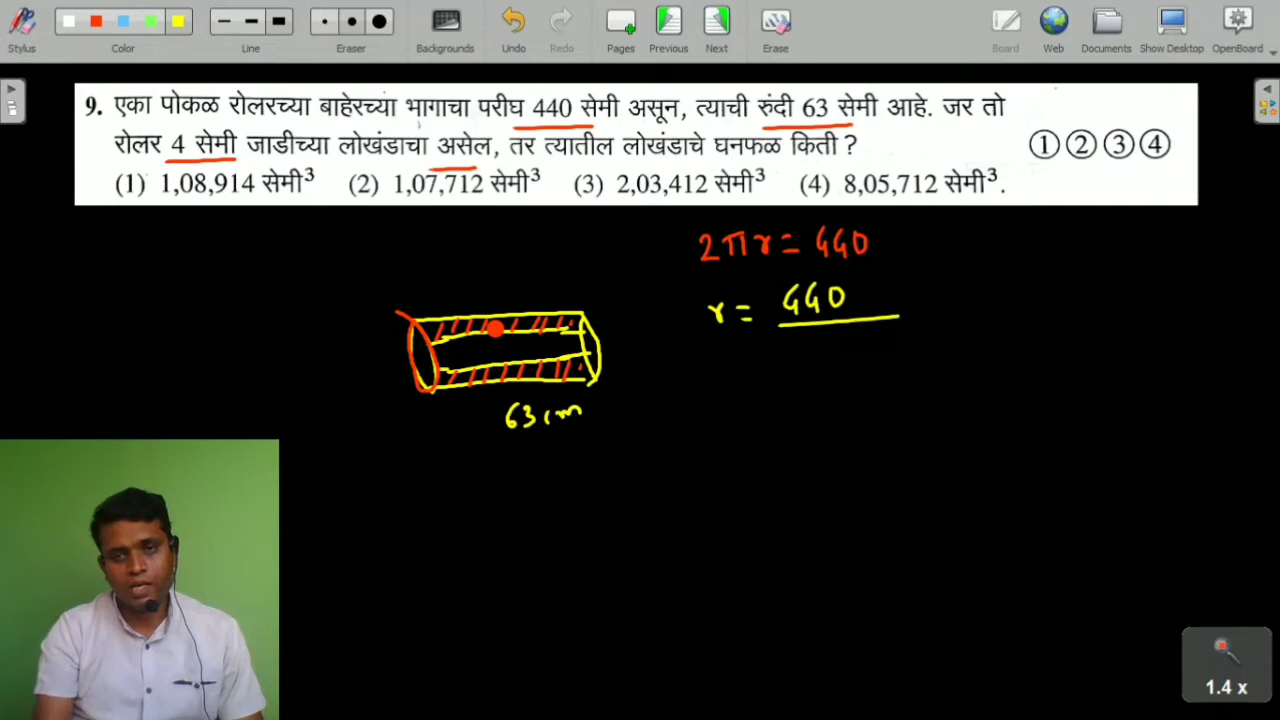 Stylus Color Line Eraser Backgrounds Undo Redo Pages Previous Next Erase Board Web Documents Show Desktop OpenBoard
9. एका पोकळ रोलरच्या बाहेरच्या भागाचा परीघ 440 सेमी असून, त्याची रुंदी 63 सेमी आहे. जर तो
रोलर 4 सेमी जाडीच्या लोखंडाचा असेल, तर त्यातील लोखंडाचे घनफळ किती ? ① ② ③ ④
(1) 1,08,914 सेमी³ (2) 1,07,712 सेमी³ (3) 2,03,412 सेमी³ (4) 8,05,712 सेमी³.
2πr = 440
r = 440
63 cm
1.4 x